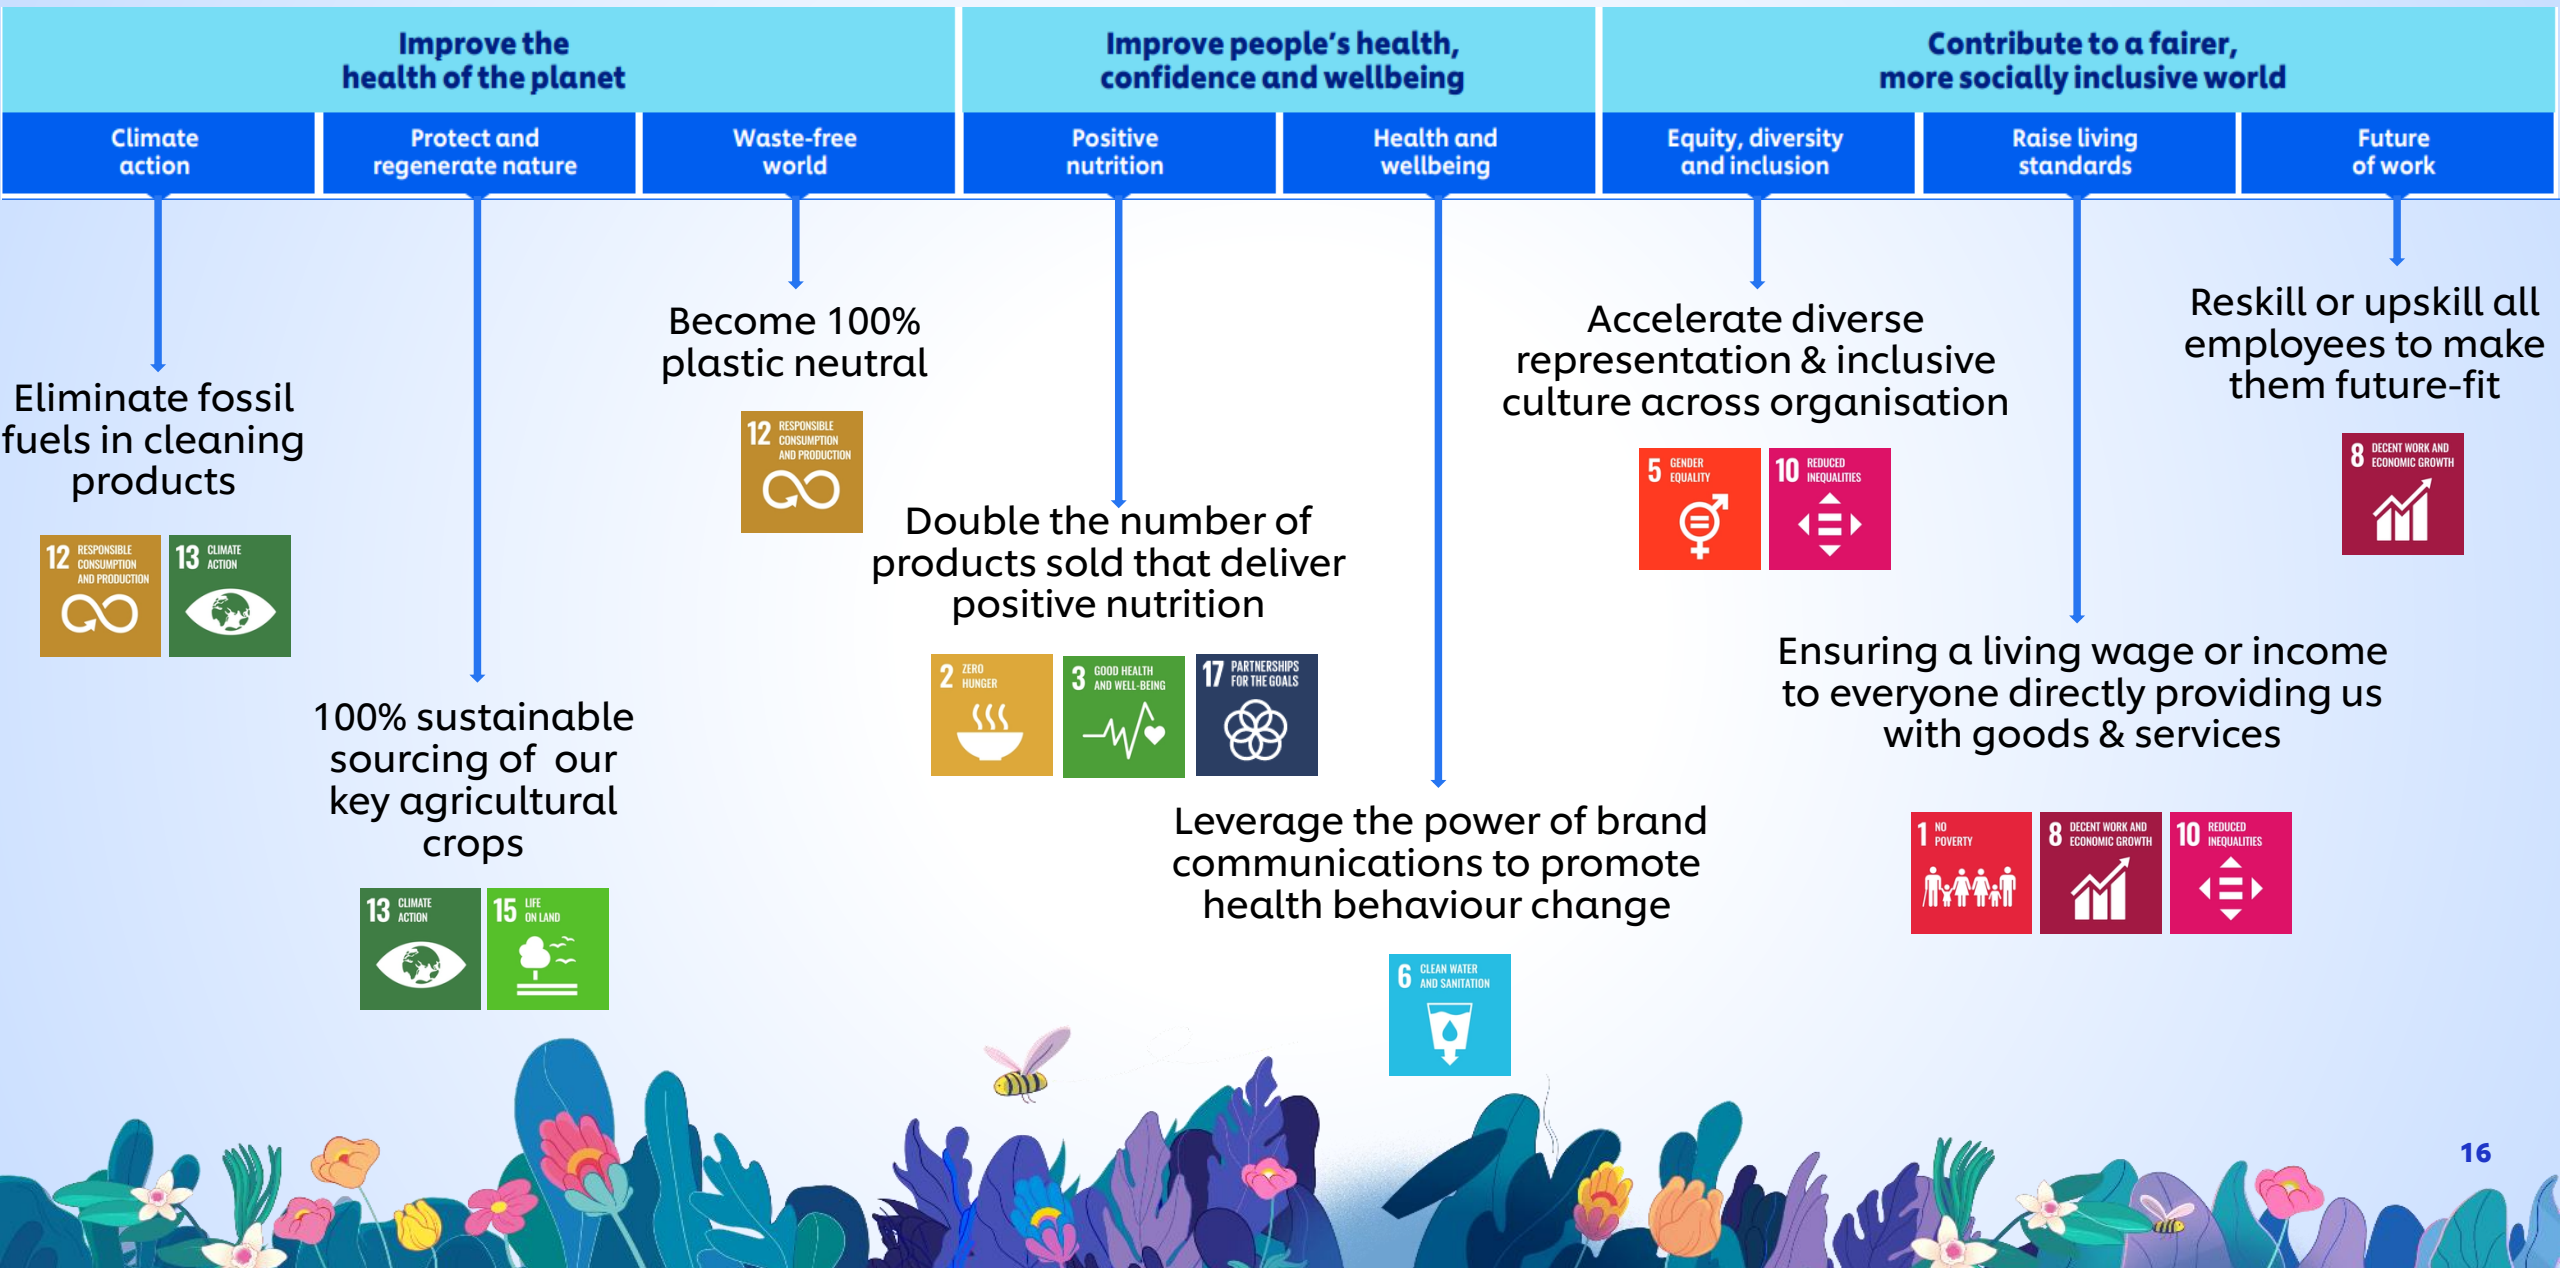 Improve the
health of the planet
Improve people's health,
confidence and wellbeing
Contribute to a fairer,
more socially inclusive world
Climate
action
Protect and
regenerate nature
Waste-free
world
Positive
nutrition
Health and
wellbeing
Equity, diversity
and inclusion
Raise living
standards
Future
of work
Eliminate fossil
fuels in cleaning
products
12 RESPONSIBLE
CONSUMPTION
AND PRODUCTION
13 CLIMATE
ACTION
100% sustainable
sourcing of  our
key agricultural
crops
13 CLIMATE
ACTION
15 LIFE
ON LAND
Become 100%
plastic neutral
12 RESPONSIBLE
CONSUMPTION
AND PRODUCTION
Double the number of
products sold that deliver
positive nutrition
2 ZERO
HUNGER
3 GOOD HEALTH
AND WELL-BEING
17 PARTNERSHIPS
FOR THE GOALS
Leverage the power of brand
communications to promote
health behaviour change
6 CLEAN WATER
AND SANITATION
Accelerate diverse
representation & inclusive
culture across organisation
5 GENDER
EQUALITY
10 REDUCED
INEQUALITIES
Ensuring a living wage or income
to everyone directly providing us
with goods & services
1 NO
POVERTY
8 DECENT WORK AND
ECONOMIC GROWTH
10 REDUCED
INEQUALITIES
Reskill or upskill all
employees to make
them future-fit
8 DECENT WORK AND
ECONOMIC GROWTH
16